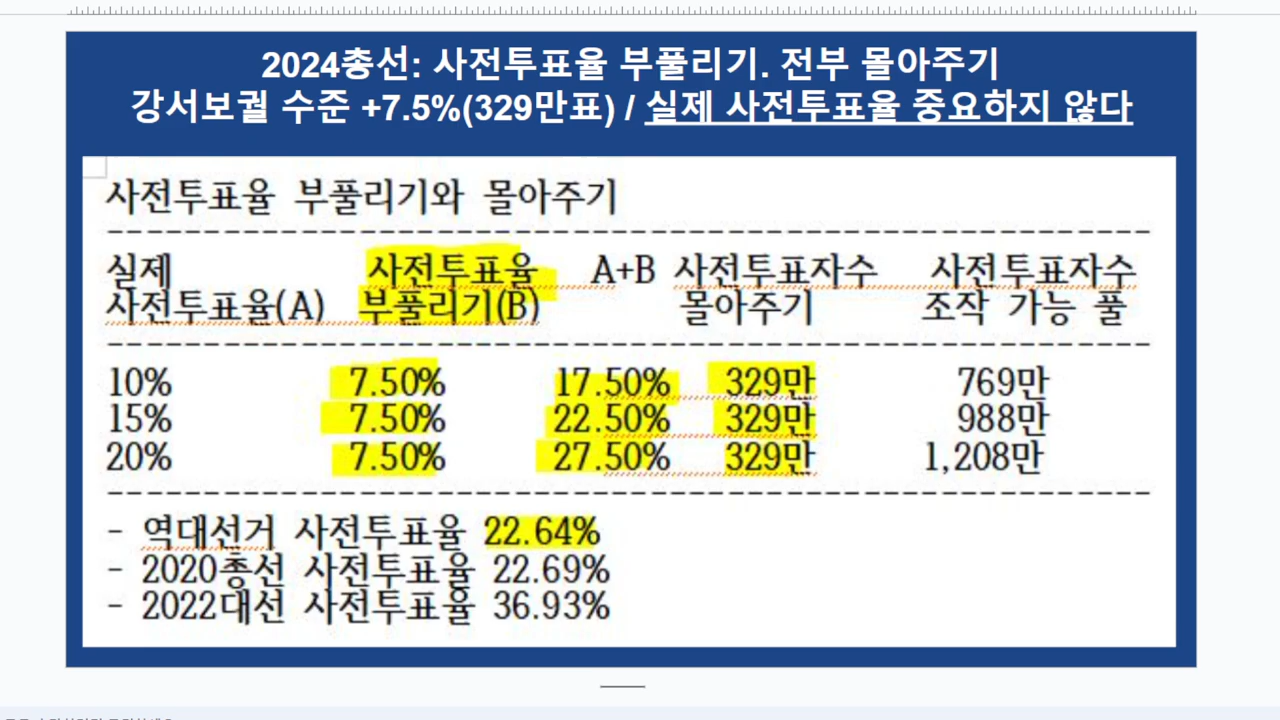 2024총선: 사전투표율 부풀리기. 전부 몰아주기
강서보궐 수준 +7.5%(329만표) / 실제 사전투표율 중요하지 않다
사전투표율 부풀리기와 몰아주기
실제 사전투표율 A+B 사전투표자수 사전투표자수
사전투표율(A) 부풀리기(B) 몰아주기 조작 가능 풀
10% 7.50% 17.50% 329만 769만
15% 7.50% 22.50% 329만 988만
20% 7.50% 27.50% 329만 1,208만
- 역대선거 사전투표율 22.64%
- 2020총선 사전투표율 22.69%
- 2022대선 사전투표율 36.93%